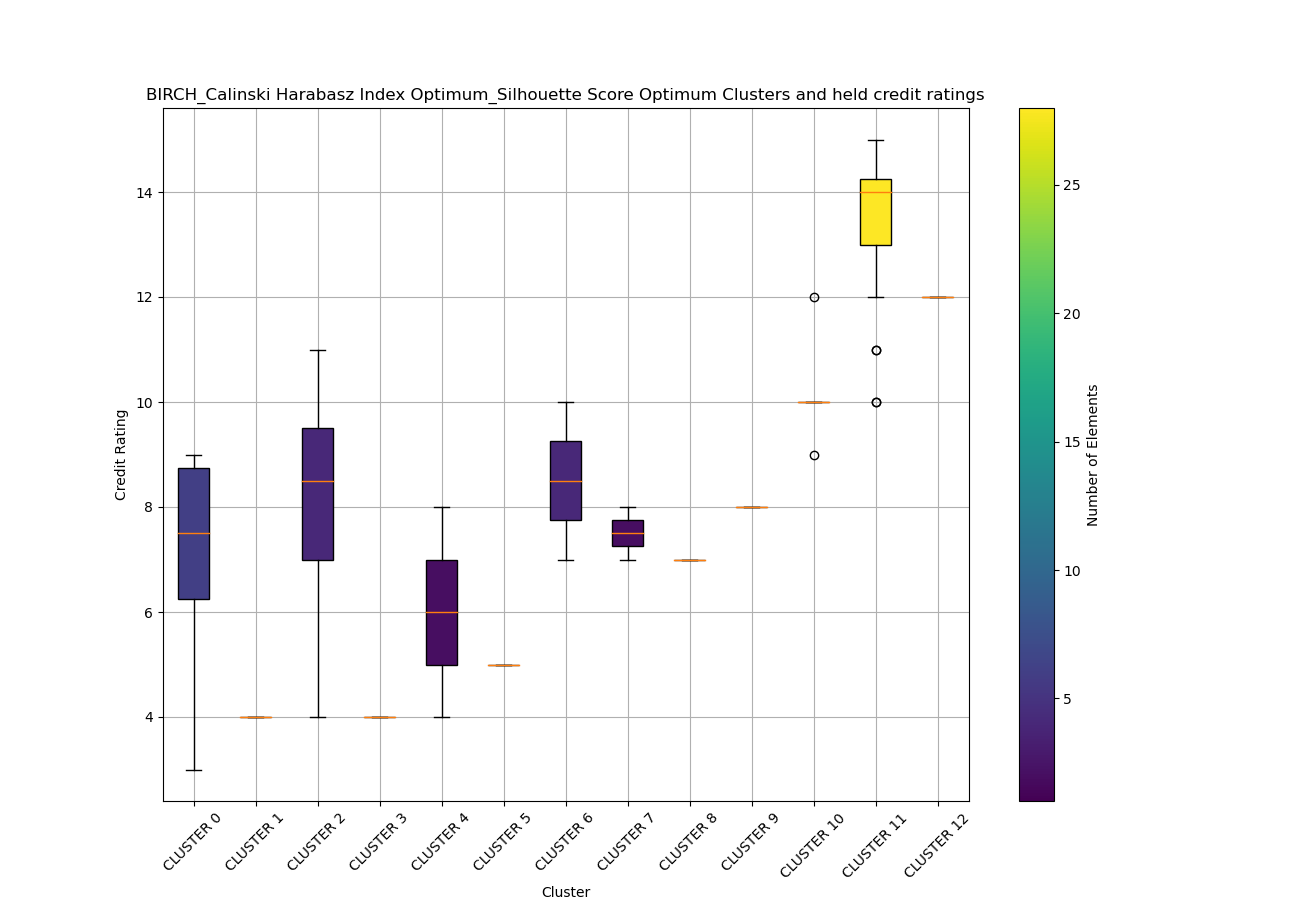 BIRCH_Calinski Harabasz Index Optimum_Silhouette Score Optimum Clusters and held credit ratings
Credit Rating
14
12
10
8
6
4
CLUSTER 0
CLUSTER 1
CLUSTER 2
CLUSTER 3
CLUSTER 4
CLUSTER 5
CLUSTER 6
CLUSTER 7
CLUSTER 8
CLUSTER 9
CLUSTER 10
CLUSTER 11
CLUSTER 12
Cluster
25
20
15
10
5
Number of Elements